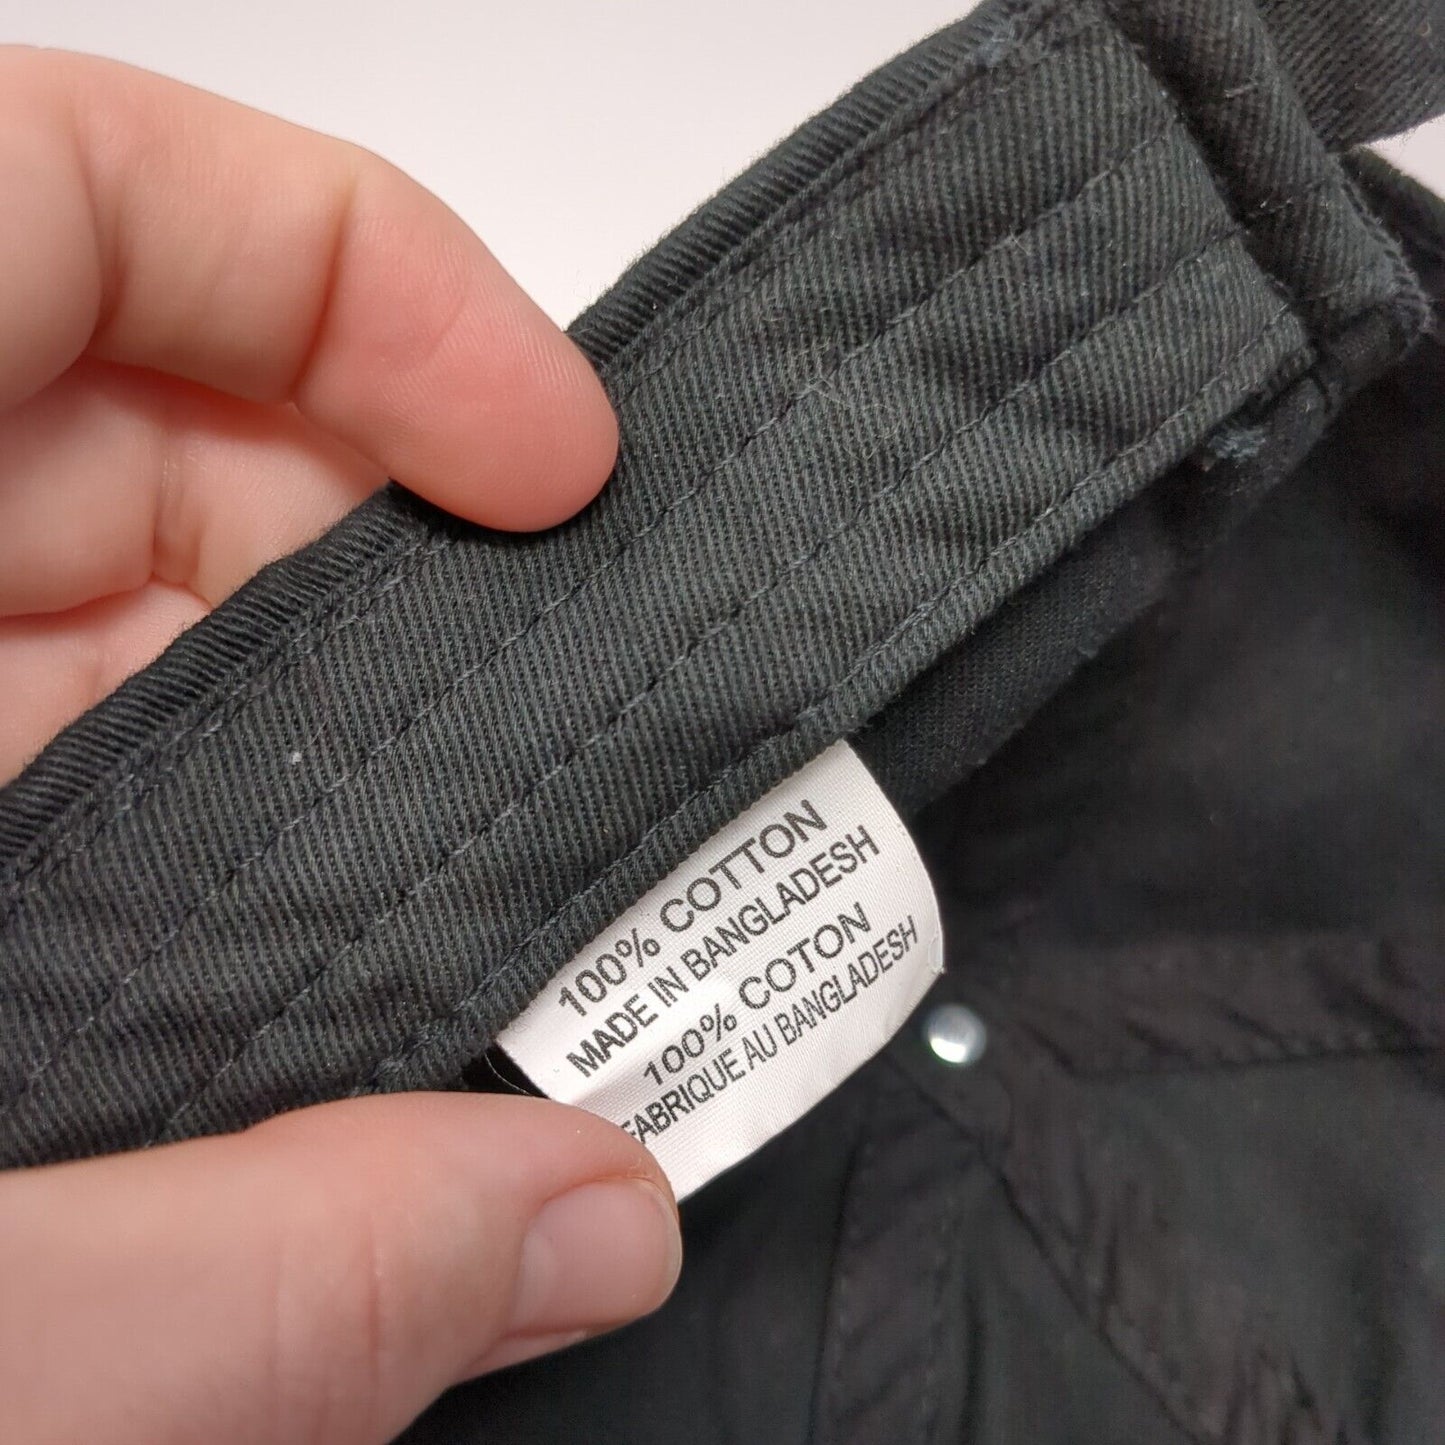 100% COTTON
MADE IN BANGLADESH
100% COTON
FABRIQUE AU BANGLADESH